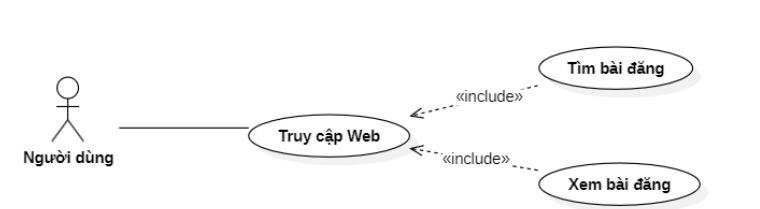 Tìm bài đăng
«include»
Truy cập Web
Người dùng
«include»
Xem bài đăng